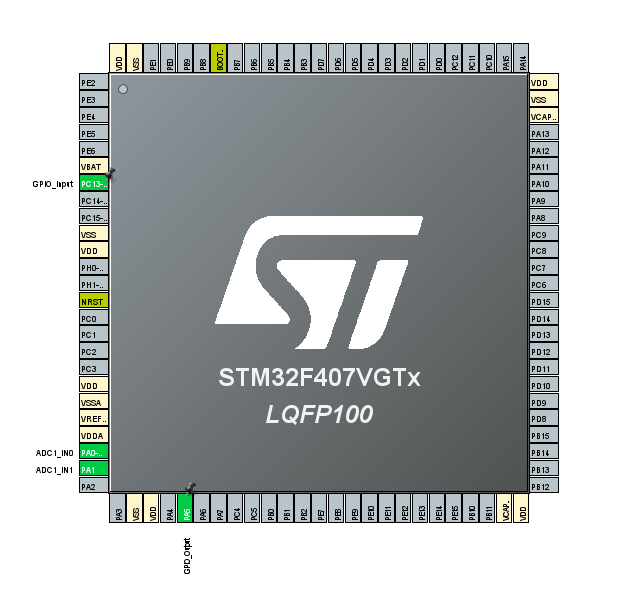 VDD VSS PE1 PE0 PB9 PB8 BOOT.. PB7 PB6 PB5 PB4 PB3 PD7 PD6 PD5 PD4 PD3 PD2 PD1 PD0 PC12 PC11 PC10 PA15 PA14
PE2 VDD
PE3 VSS
PE4 VCAP..
PE5 PA13
PE6 PA12
VBAT PA11
GPIO_Input PC13-.. PA10
PC14-.. PA9
PC15-.. PA8
VSS PC9
VDD PC8
PH0-.. PC7
PH1-.. PC6
NRST PD15
PC0 PD14
PC1 PD13
PC2 PD12
PC3 PD11
VDD PD10
VSSA PD9
VREF.. PD8
VDDA PB15
ADC1_IN0 PA0-.. PB14
ADC1_IN1 PA1 PB13
PA2 PB12
ST
STM32F407VGTx
LQFP100
PA3 VSS VDD PA4 PA5 PA6 PA7 PC4 PC5 PB0 PB1 PB2 PE7 PE8 PE9 PE10 PE11 PE12 PE13 PE14 PE15 PB10 PB11 VCAP.. VDD